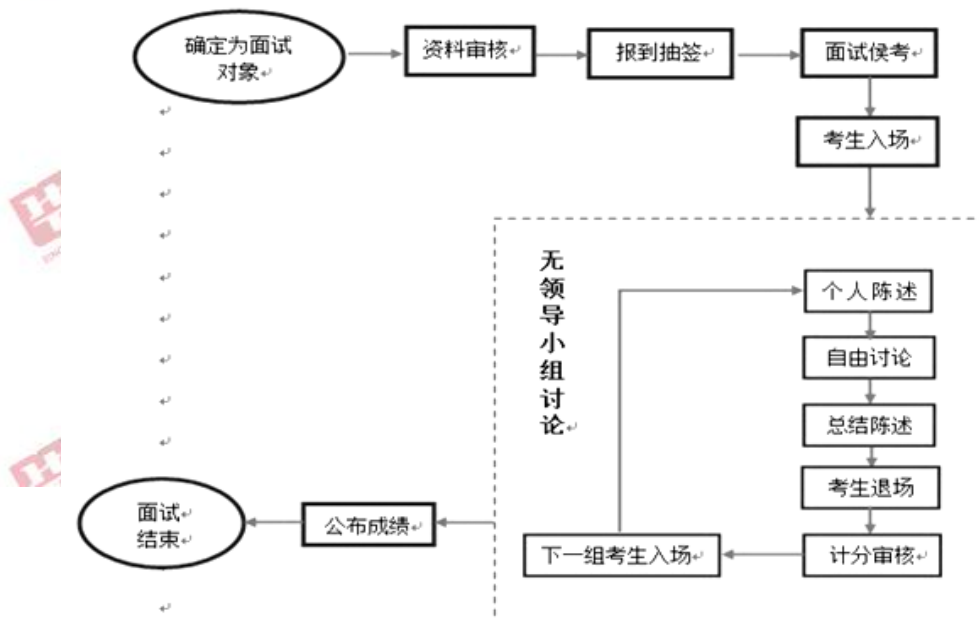 确定为面试
对象
资料审核
报到抽签
面试侯考
考生入场
无领导小组讨论
个人陈述
自由讨论
总结陈述
考生退场
计分审核
下一组考生入场
公布成绩
面试
结束